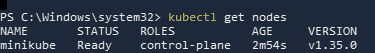 PS C:\Windows\system32> kubectl get nodes
NAME STATUS ROLES AGE VERSION
minikube Ready control-plane 2m54s v1.35.0